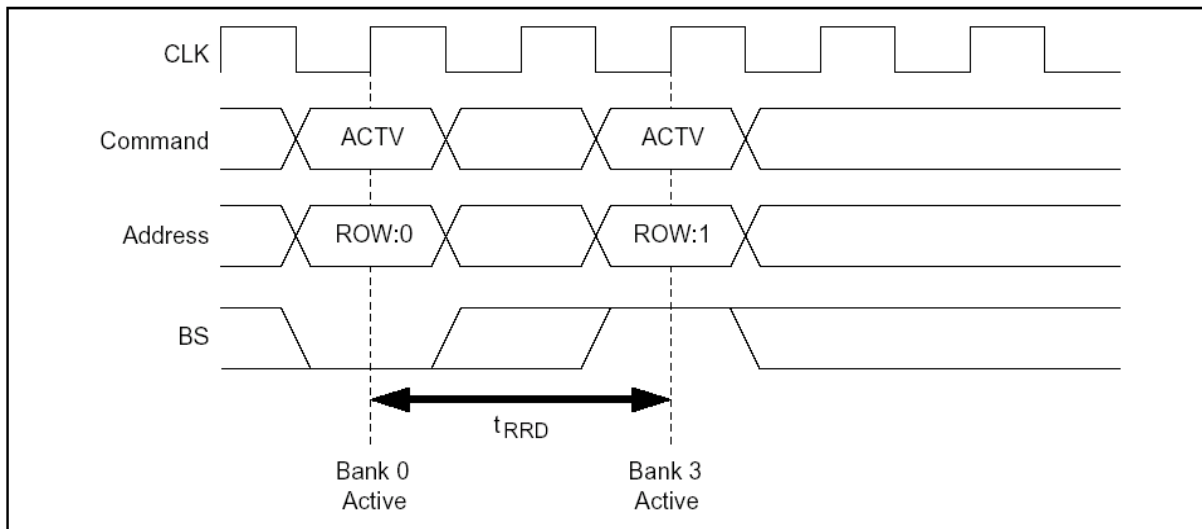 CLK
Command
ACTV
ACTV
Address
ROW:0
ROW:1
BS
tRRD
Bank 0
Active
Bank 3
Active